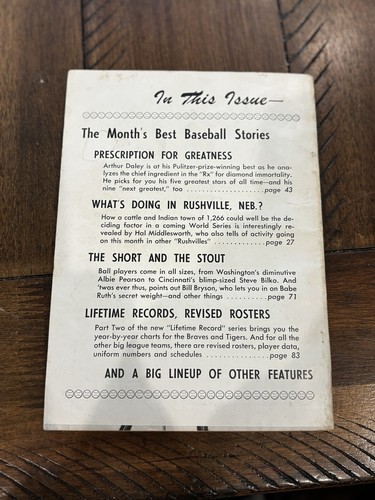 In This Issue—
The Month's Best Baseball Stories
PRESCRIPTION FOR GREATNESS
Arthur Daley is at his Pulitzer-prize-winning best as he ana-
lyzes the chief ingredient in the "Rx" for diamond immortality.
He picks for you his five greatest stars of all time—and his
nine "next greatest," too ....................page 43
WHAT'S DOING IN RUSHVILLE, NEB.?
How a cattle and Indian town of 1,266 could well be the de-
ciding factor in a coming World Series is interestingly re-
vealed by Hal Middlesworth, who also tells of activity going
on this month in other "Rushvilles" .............page 27
THE SHORT AND THE STOUT
Ball players come in all sizes, from Washington's diminutive
Albie Pearson to Cincinnati's blimp-sized Steve Bilko. And
'twas ever thus, points out Bill Bryson, who lets you in on Babe
Ruth's secret weight—and other things ...........page 71
LIFETIME RECORDS, REVISED ROSTERS
Part Two of the new "Lifetime Record" series brings you the
year-by-year charts for the Braves and Tigers. And for all the
other big league teams, there are revised rosters, player data,
uniform numbers and schedules ................page 83
AND A BIG LINEUP OF OTHER FEATURES